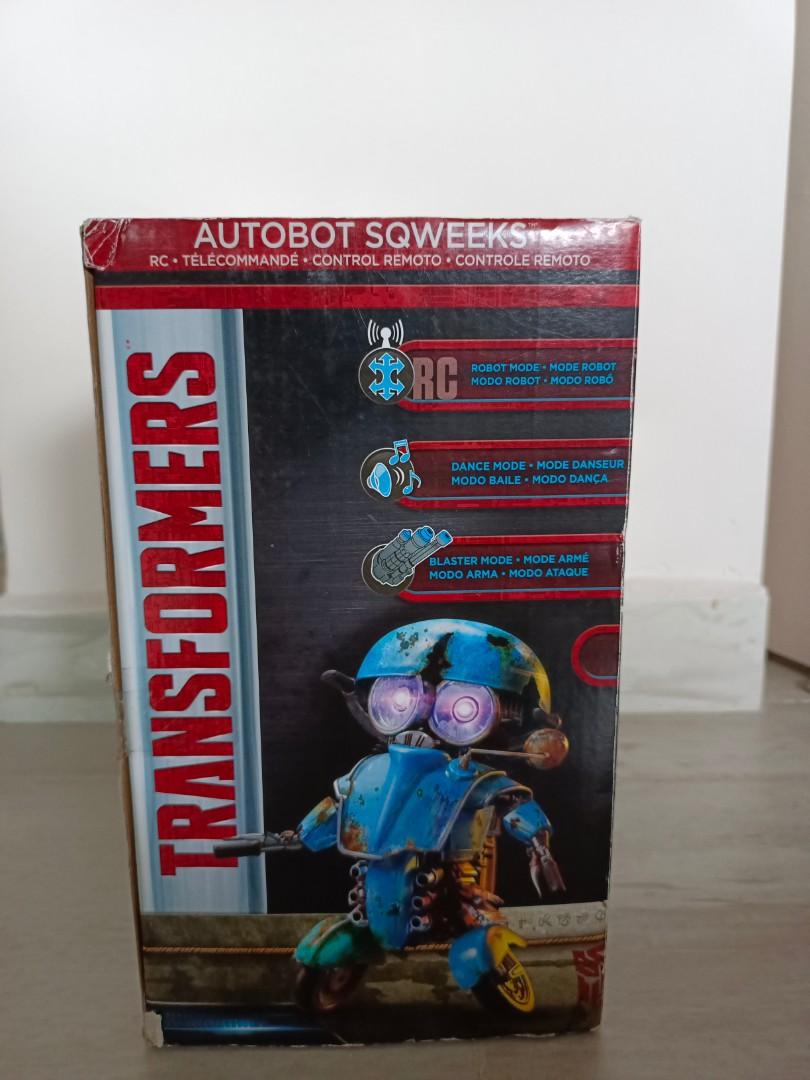 AUTOBOT SQWEEKS™
RC • TÉLÉCOMMANDÉ • CONTROL REMOTO • CONTROLE REMOTO
TRANSFORMERS
RC
ROBOT MODE • MODE ROBOT
MODO ROBOT • MODO ROBÔ
DANCE MODE • MODE DANSEUR
MODO BAILE • MODO DANÇA
BLASTER MODE • MODE ARMÉ
MODO ARMA • MODO ATAQUE